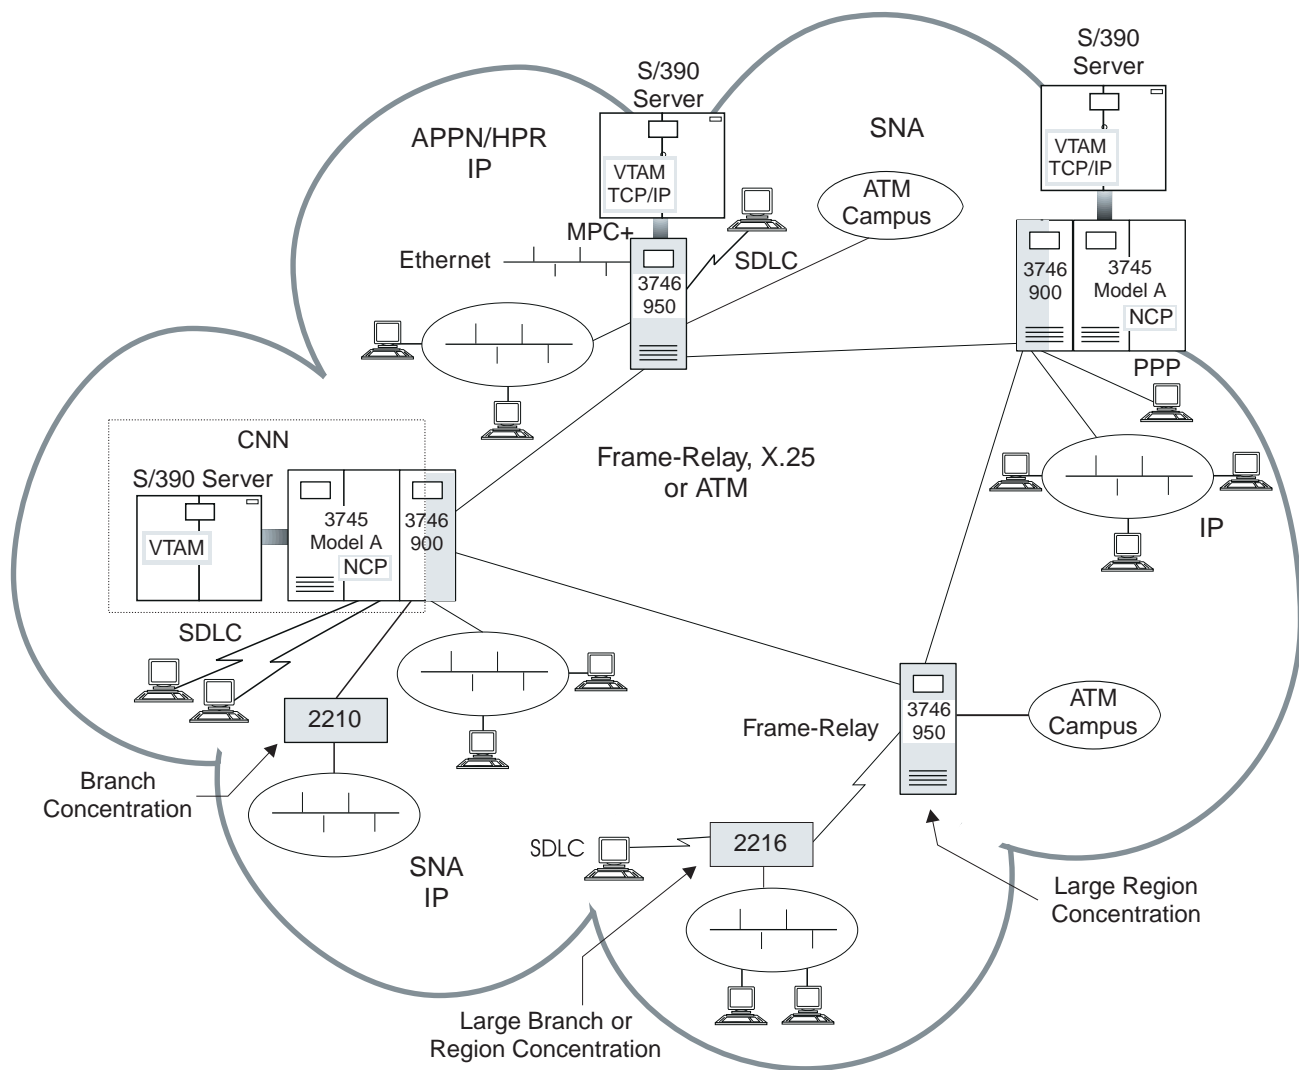 S/390
Server
S/390
Server
APPN/HPR
IP
SNA
VTAM
TCP/IP
VTAM
TCP/IP
ATM
Campus
MPC+
Ethernet
SDLC
3746
950
3746
900
3745
Model A
NCP
PPP
CNN
S/390 Server
Frame-Relay, X.25
or ATM
VTAM
3745
Model A
NCP
3746
900
IP
SDLC
2210
Frame-Relay
3746
950
ATM
Campus
Branch
Concentration
SNA
IP
SDLC
2216
Large Region
Concentration
Large Branch or
Region Concentration